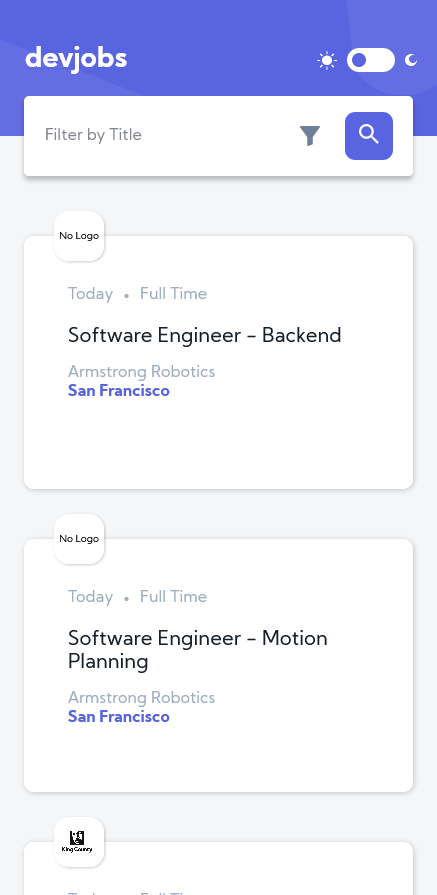 devjobs
Filter by Title
No Logo
Today • Full Time
Software Engineer - Backend
Armstrong Robotics
San Francisco
No Logo
Today • Full Time
Software Engineer - Motion
Planning
Armstrong Robotics
San Francisco
King County